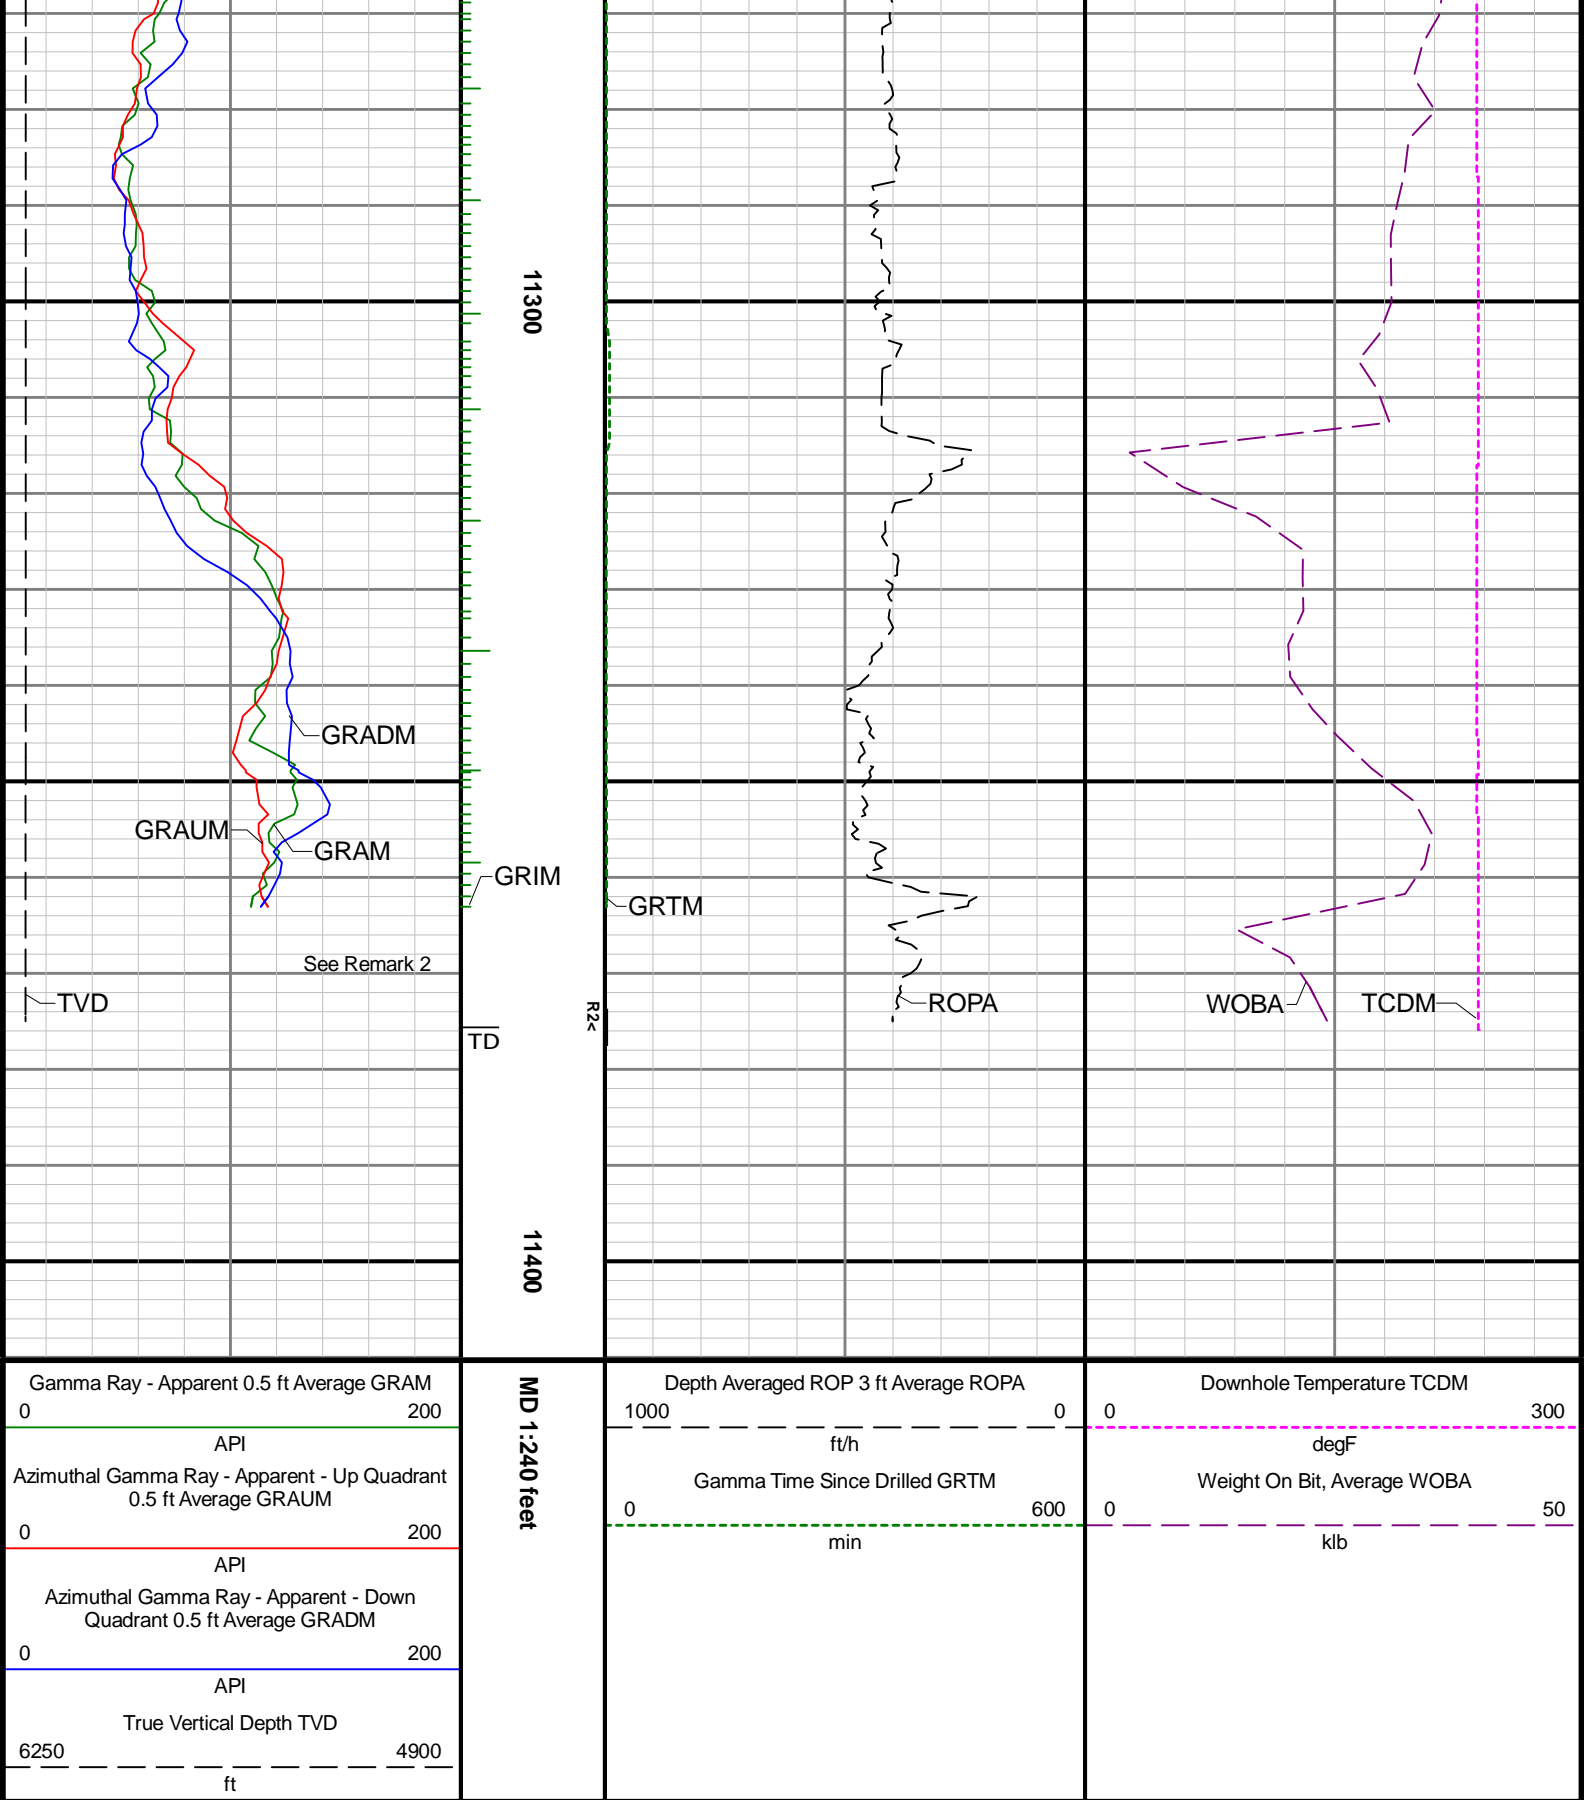 11300
GRADM
GRAUM
GRAM
GRIM
GRTM
See Remark 2
TVD
R2<
ROPA
WOBA
TCDM
TD
11400
Gamma Ray - Apparent 0.5 ft Average GRAM
0 200
API
Azimuthal Gamma Ray - Apparent - Up Quadrant
0.5 ft Average GRAUM
0 200
API
Azimuthal Gamma Ray - Apparent - Down
Quadrant 0.5 ft Average GRADM
0 200
API
True Vertical Depth TVD
6250 4900
ft
MD 1:240 feet
Depth Averaged ROP 3 ft Average ROPA
1000 0
ft/h
Gamma Time Since Drilled GRTM
0 600
min
Downhole Temperature TCDM
0 300
degF
Weight On Bit, Average WOBA
0 50
klb